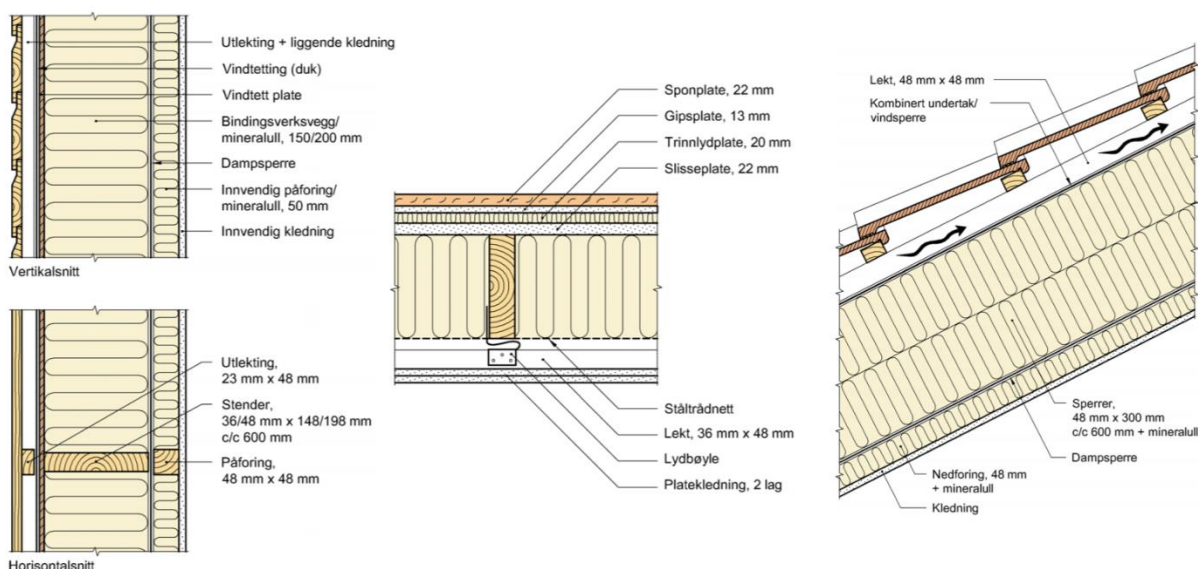 Utlekting + liggende kledning
Vindtetting (duk)
Vindtett plate
Bindingsverksvegg/
mineralull, 150/200 mm
Dampsperre
Innvendig påforing/
mineralull, 50 mm
Innvendig kledning
Vertikalsnitt
Utlekting,
23 mm x 48 mm
Stender,
36/48 mm x 148/198 mm
c/c 600 mm
Påforing,
48 mm x 48 mm
Horisontalsnitt
Sponplate, 22 mm
Gipsplate, 13 mm
Trinnlydplate, 20 mm
Slisseplate, 22 mm
Ståltrådnett
Lekt, 36 mm x 48 mm
Lydbøyle
Platekledning, 2 lag
Lekt, 48 mm x 48 mm
Kombinert undertak/
vindsperre
Sperrer,
48 mm x 300 mm
c/c 600 mm + mineralull
Dampsperre
Nedforing, 48 mm
+ mineralull
Kledning